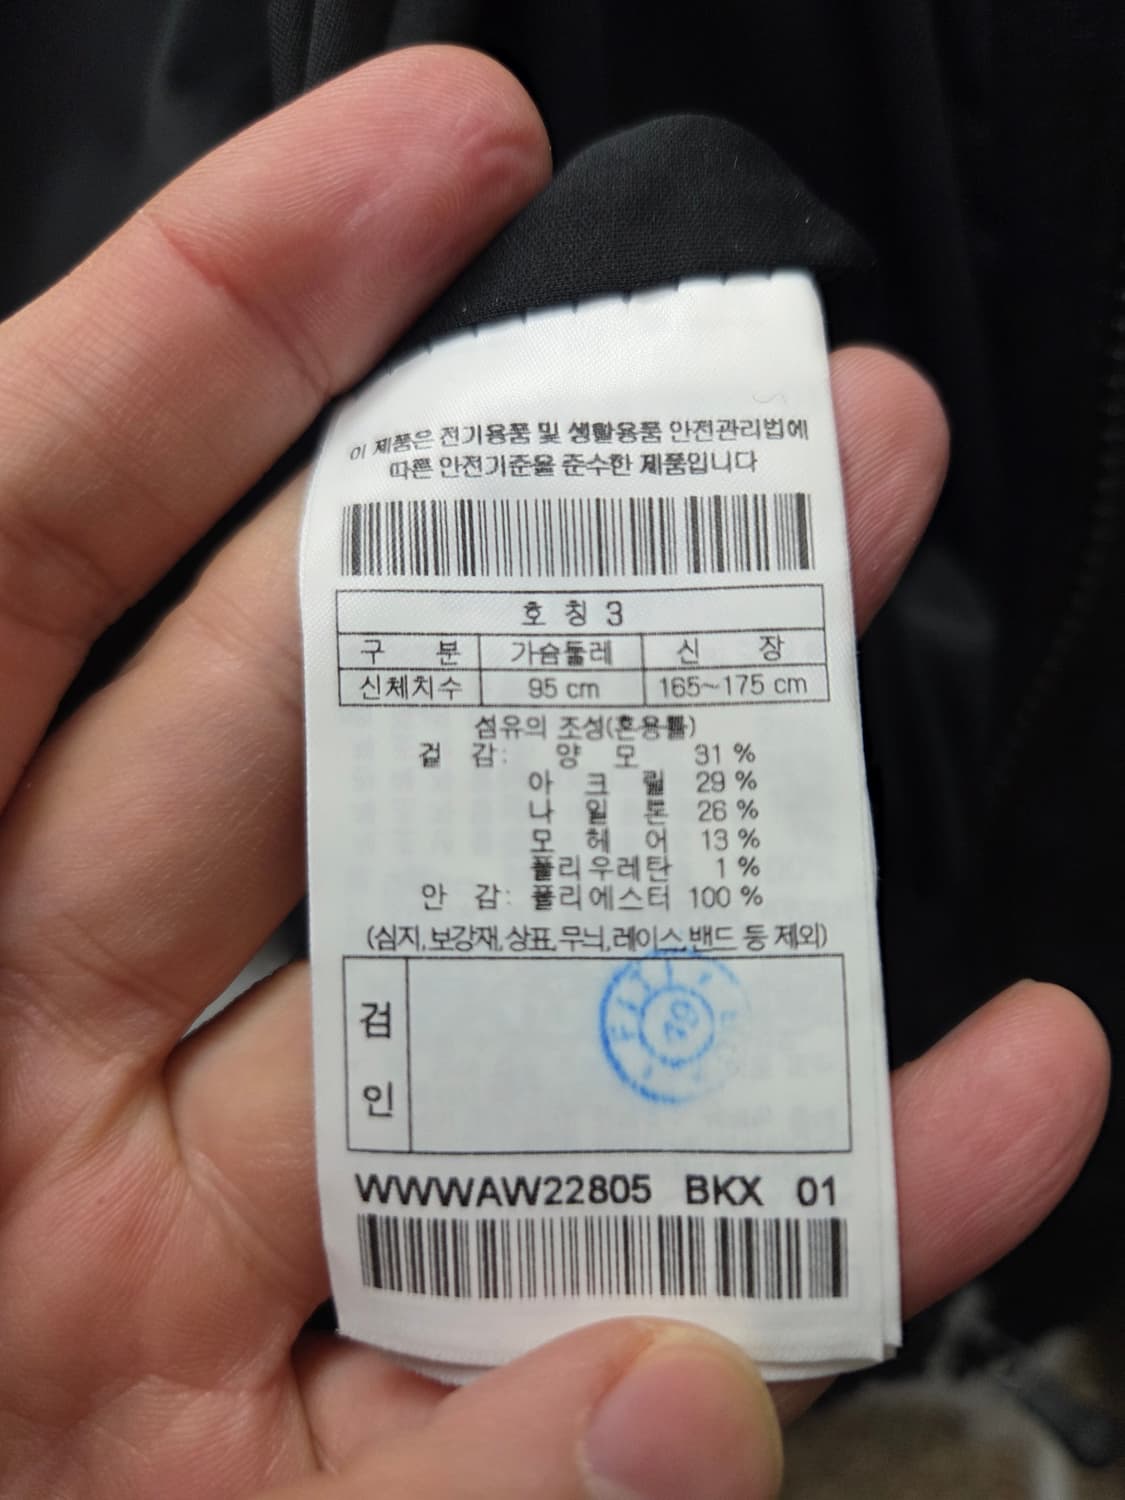 이 제품은 전기용품 및 생활용품 안전관리법에
따른 안전기준을 준수한 제품입니다
호 칭 3
구 분 가슴둘레 신 장
신체치수 95 cm 165~175 cm
섬유의 조성(혼용률)
겉 감: 양 모 31 %
아 크 릴 29 %
나 일 론 26 %
모 헤 어 13 %
폴리우레탄 1 %
안 감: 폴리에스터 100 %
(심지,보강재,상표,무늬,레이스,밴드 등 제외)
검
인
WWWAW22805 BKX 01